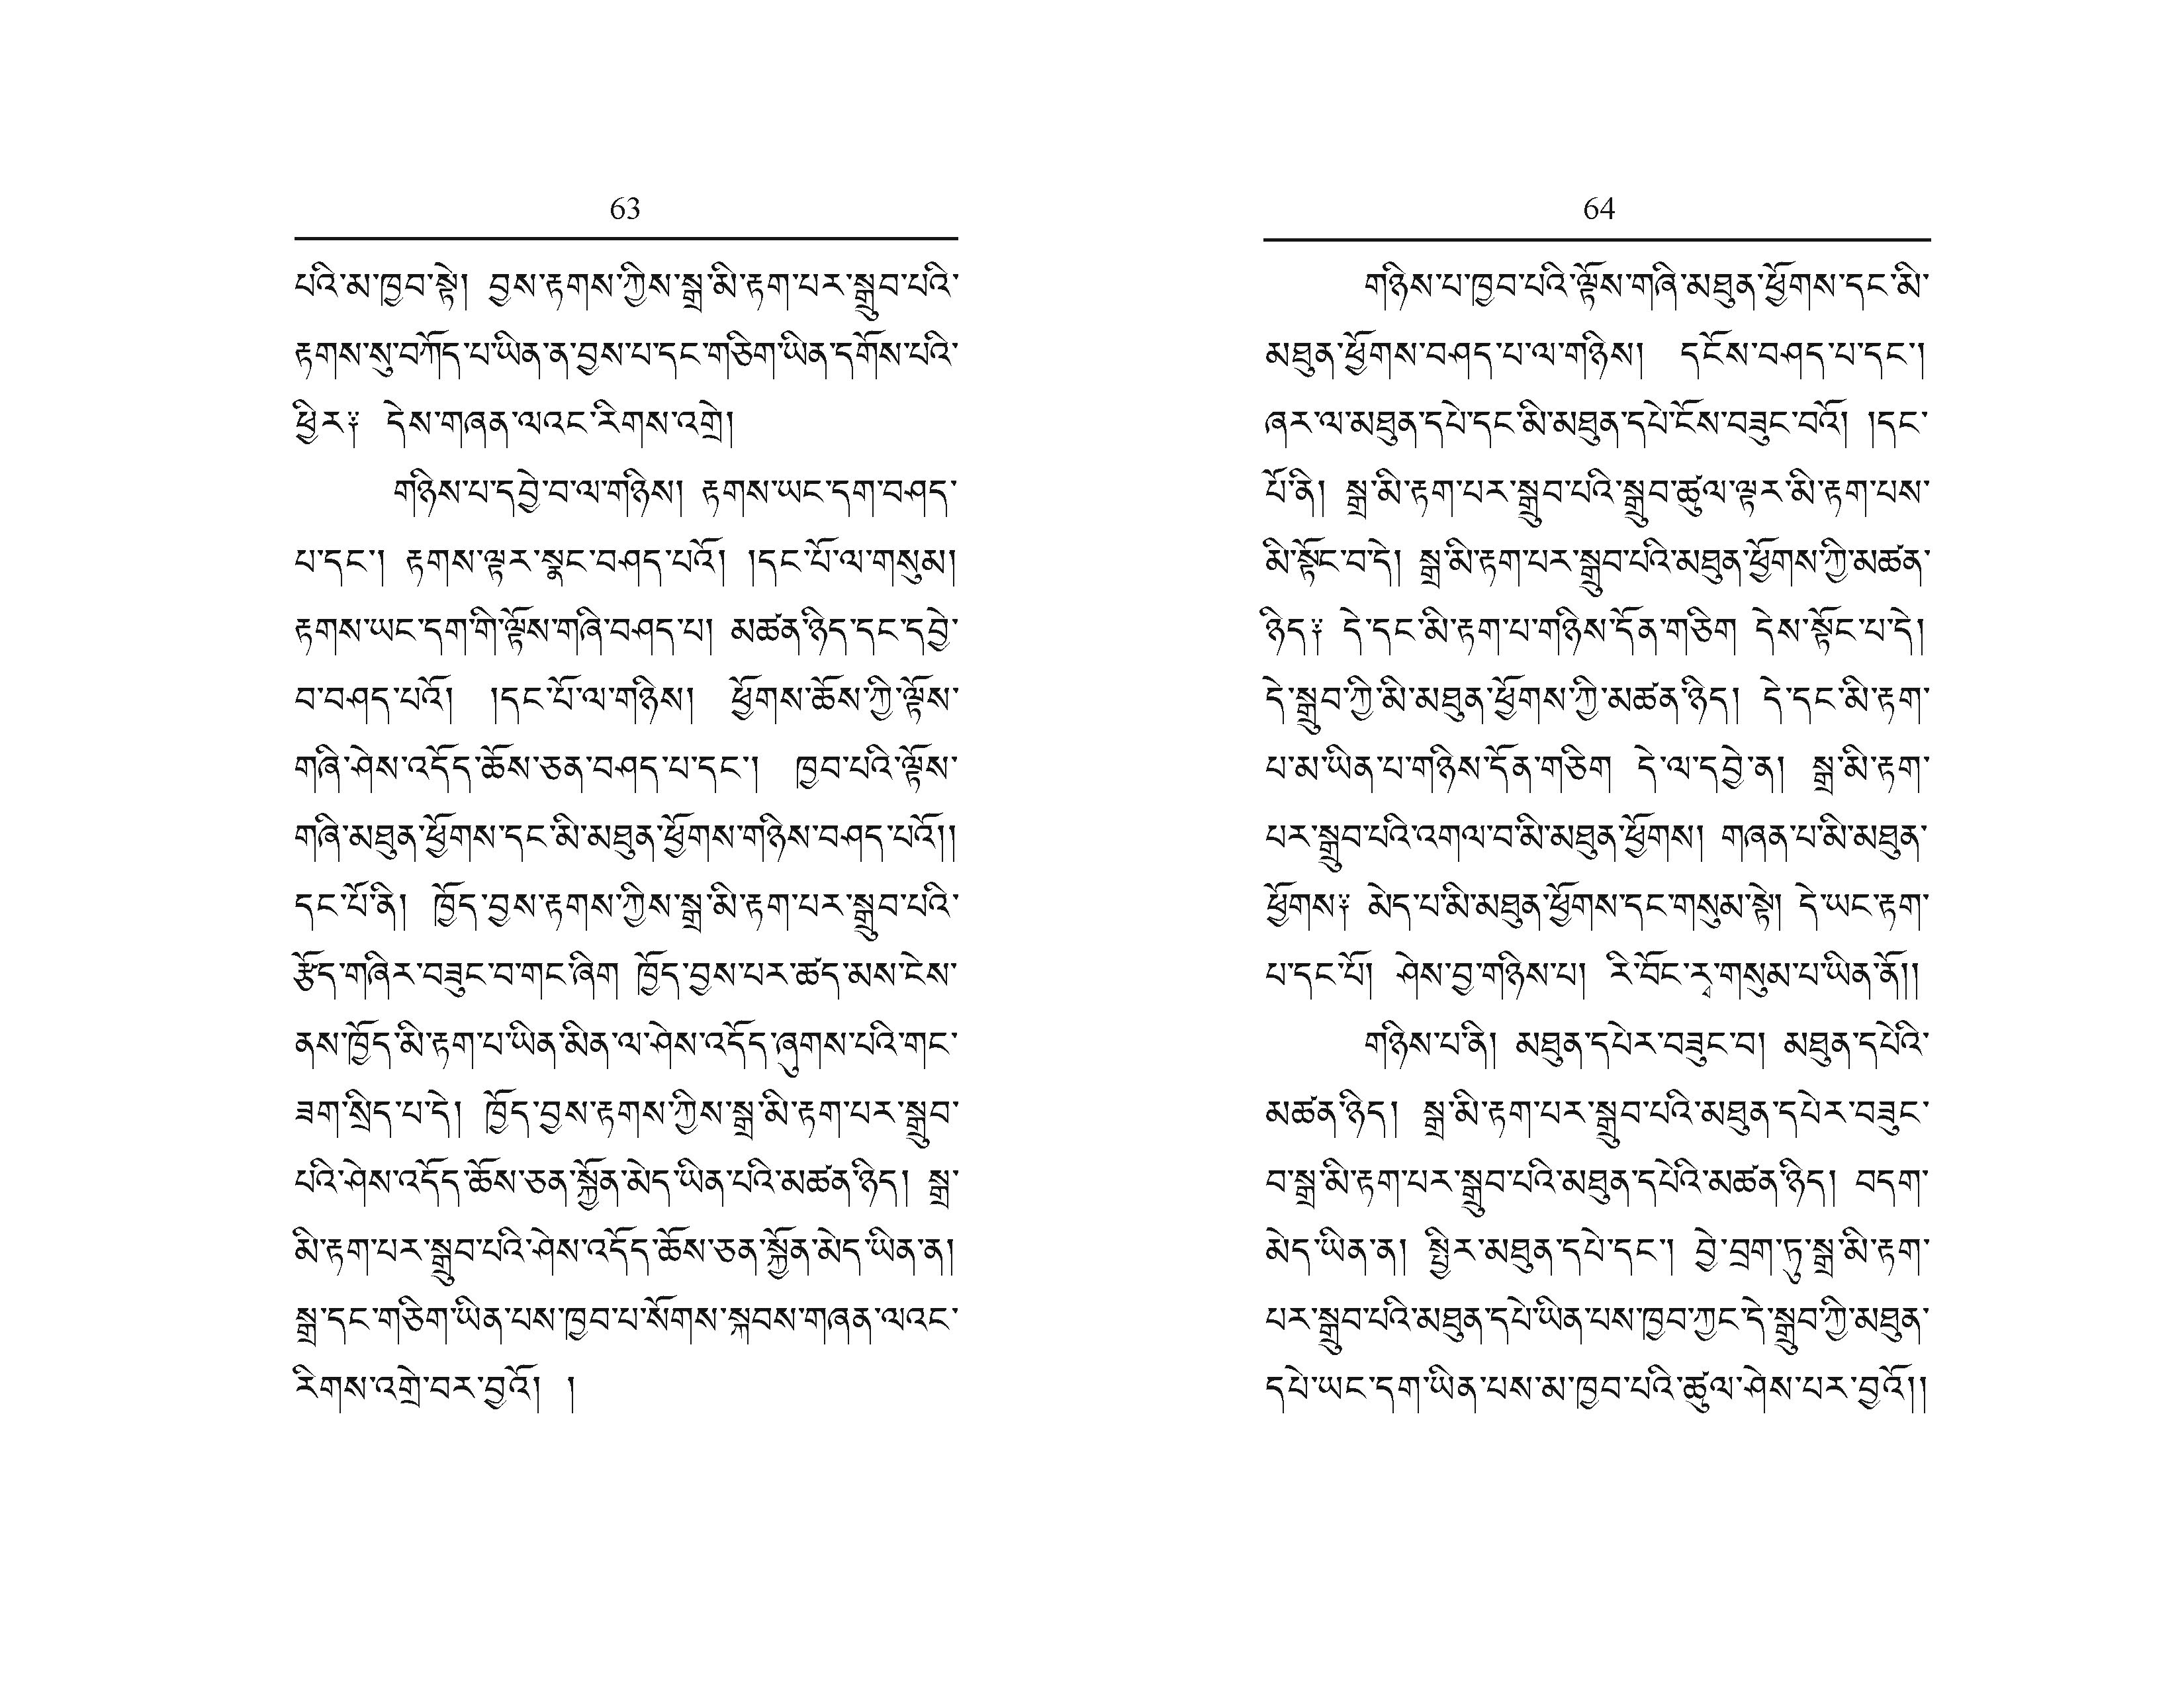 63
པའི་མ་ཁྱབ་སྟེ། བྱས་རྟགས་ཀྱིས་སྒྲ་མི་རྟག་པར་སྒྲུབ་པའི་
རྟགས་སུ་བཀོད་པ་ཡིན་ན་བྱས་པ་དང་གཅིག་ཡིན་དགོས་པའི་
ཕྱིར༑ དེས་གཞན་ལའང་རིགས་འགྲེ།
གཉིས་པ་དབྱེ་བ་ལ་གཉིས། རྟགས་ཡང་དག་བཤད་
པ་དང་། རྟགས་ལྟར་སྣང་བཤད་པའོ། །དང་པོ་ལ་གསུམ།
རྟགས་ཡང་དག་གི་ལྟོས་གཞི་བཤད་པ། མཚན་ཉིད་དང་དབྱེ་
བ་བཤད་པའོ། །དང་པོ་ལ་གཉིས། ཕྱོགས་ཆོས་ཀྱི་ལྟོས་
གཞི་ཤེས་འདོད་ཆོས་ཅན་བཤད་པ་དང་། ཁྱབ་པའི་ལྟོས་
གཞི་མཐུན་ཕྱོགས་དང་མི་མཐུན་ཕྱོགས་གཉིས་བཤད་པའོ།།
དང་པོ་ནི། ཁྱོད་བྱས་རྟགས་ཀྱིས་སྒྲ་མི་རྟག་པར་སྒྲུབ་པའི་
རྩོད་གཞིར་བཟུང་བ་གང་ཞིག ཁྱོད་བྱས་པར་ཚད་མས་ངེས་
ནས་ཁྱོད་མི་རྟག་པ་ཡིན་མིན་ལ་ཤེས་འདོད་ཞུགས་པའི་གང་
ཟག་སྲིད་པ་དེ། ཁྱོད་བྱས་རྟགས་ཀྱིས་སྒྲ་མི་རྟག་པར་སྒྲུབ་
པའི་ཤེས་འདོད་ཆོས་ཅན་སྐྱོན་མེད་ཡིན་པའི་མཚན་ཉིད། སྒྲ་
མི་རྟག་པར་སྒྲུབ་པའི་ཤེས་འདོད་ཆོས་ཅན་སྐྱོན་མེད་ཡིན་ན།
སྒྲ་དང་གཅིག་ཡིན་པས་ཁྱབ་པ་སོགས་སྐབས་གཞན་ལའང་
རིགས་འགྲེ་བར་བྱའོ། །
64
གཉིས་པ་ཁྱབ་པའི་ལྟོས་གཞི་མཐུན་ཕྱོགས་དང་མི་
མཐུན་ཕྱོགས་བཤད་པ་ལ་གཉིས། དངོས་བཤད་པ་དང་།
ཞར་ལ་མཐུན་དཔེ་དང་མི་མཐུན་དཔེ་ངོས་བཟུང་བའོ། །དང་
པོ་ནི། སྒྲ་མི་རྟག་པར་སྒྲུབ་པའི་སྒྲུབ་ཚུལ་ལྟར་མི་རྟག་པས་
མི་སྟོང་བ་དེ། སྒྲ་མི་རྟག་པར་སྒྲུབ་པའི་མཐུན་ཕྱོགས་ཀྱི་མཚན་
ཉིད༑ དེ་དང་མི་རྟག་པ་གཉིས་དོན་གཅིག དེས་སྟོང་པ་དེ།
དེ་སྒྲུབ་ཀྱི་མི་མཐུན་ཕྱོགས་ཀྱི་མཚན་ཉིད། དེ་དང་མི་རྟག་
པ་མ་ཡིན་པ་གཉིས་དོན་གཅིག དེ་ལ་དབྱེ་ན། སྒྲ་མི་རྟག་
པར་སྒྲུབ་པའི་འགལ་བ་མི་མཐུན་ཕྱོགས། གཞན་པ་མི་མཐུན་
ཕྱོགས༑ མེད་པ་མི་མཐུན་ཕྱོགས་དང་གསུམ་སྟེ། དེ་ཡང་རྟག་
པ་དང་པོ། ཤེས་བྱ་གཉིས་པ། རི་བོང་རྭ་གསུམ་པ་ཡིན་ནོ།།
གཉིས་པ་ནི། མཐུན་དཔེར་བཟུང་བ། མཐུན་དཔེའི་
མཚན་ཉིད། སྒྲ་མི་རྟག་པར་སྒྲུབ་པའི་མཐུན་དཔེར་བཟུང་
བ་སྒྲ་མི་རྟག་པར་སྒྲུབ་པའི་མཐུན་དཔེའི་མཚན་ཉིད། བདག་
མེད་ཡིན་ན། སྤྱིར་མཐུན་དཔེ་དང་། བྱེ་བྲག་ཏུ་སྒྲ་མི་རྟག་
པར་སྒྲུབ་པའི་མཐུན་དཔེ་ཡིན་པས་ཁྱབ་ཀྱང་དེ་སྒྲུབ་ཀྱི་མཐུན་
དཔེ་ཡང་དག་ཡིན་པས་མ་ཁྱབ་པའི་ཚུལ་ཤེས་པར་བྱའོ།།